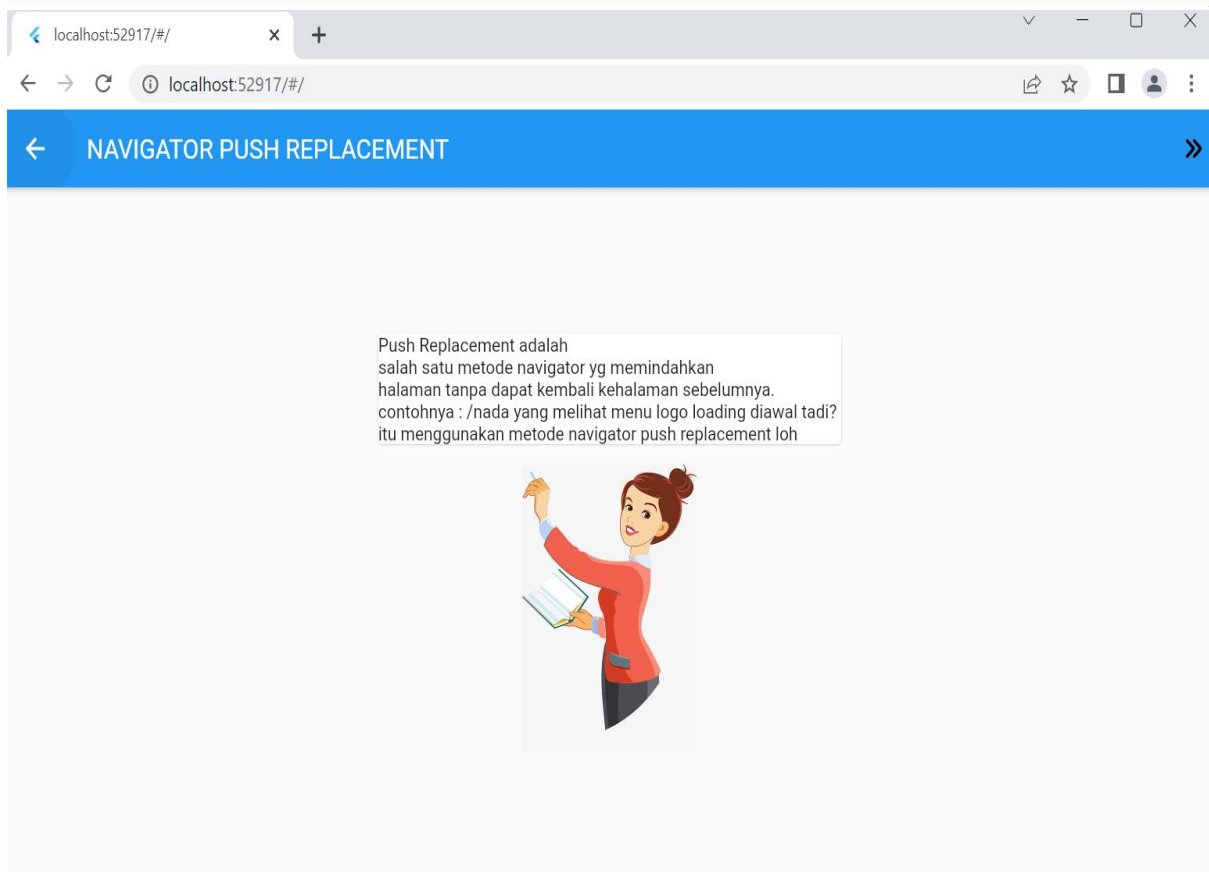 localhost:52917/#/
localhost:52917/#/
NAVIGATOR PUSH REPLACEMENT
Push Replacement adalah
salah satu metode navigator yg memindahkan
halaman tanpa dapat kembali kehalaman sebelumnya.
contohnya : /nada yang melihat menu logo loading diawal tadi?
itu menggunakan metode navigator push replacement loh